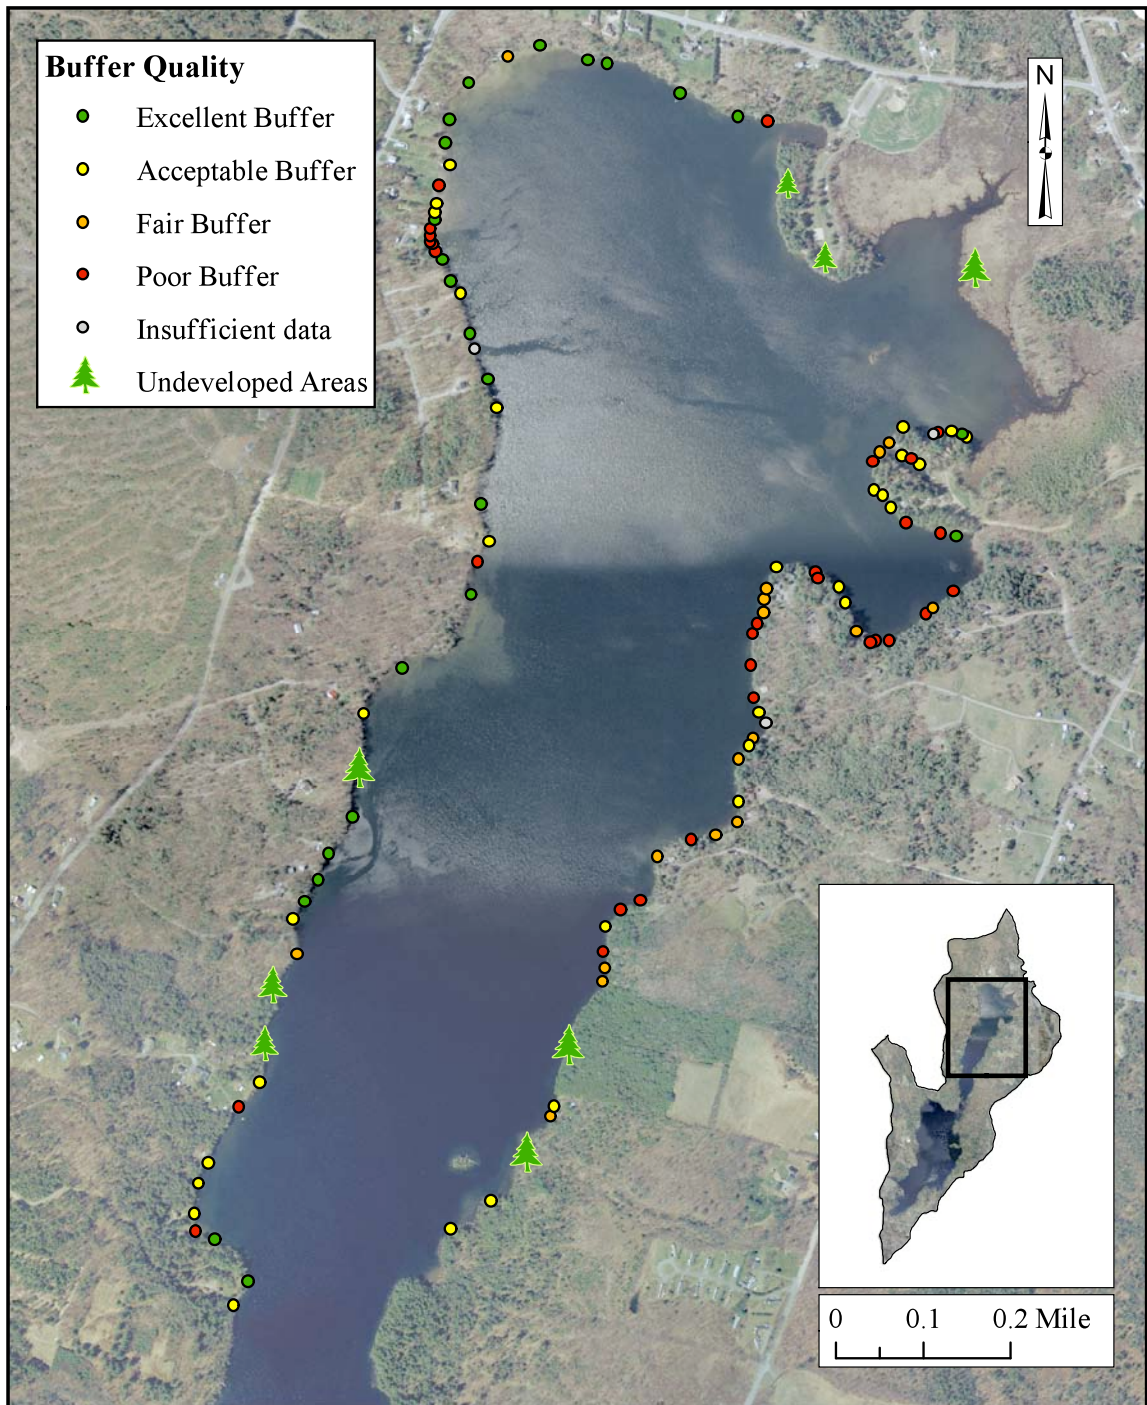 Buffer Quality
Excellent Buffer
Acceptable Buffer
Fair Buffer
Poor Buffer
Insufficient data
Undeveloped Areas
N
0 0.1 0.2 Mile